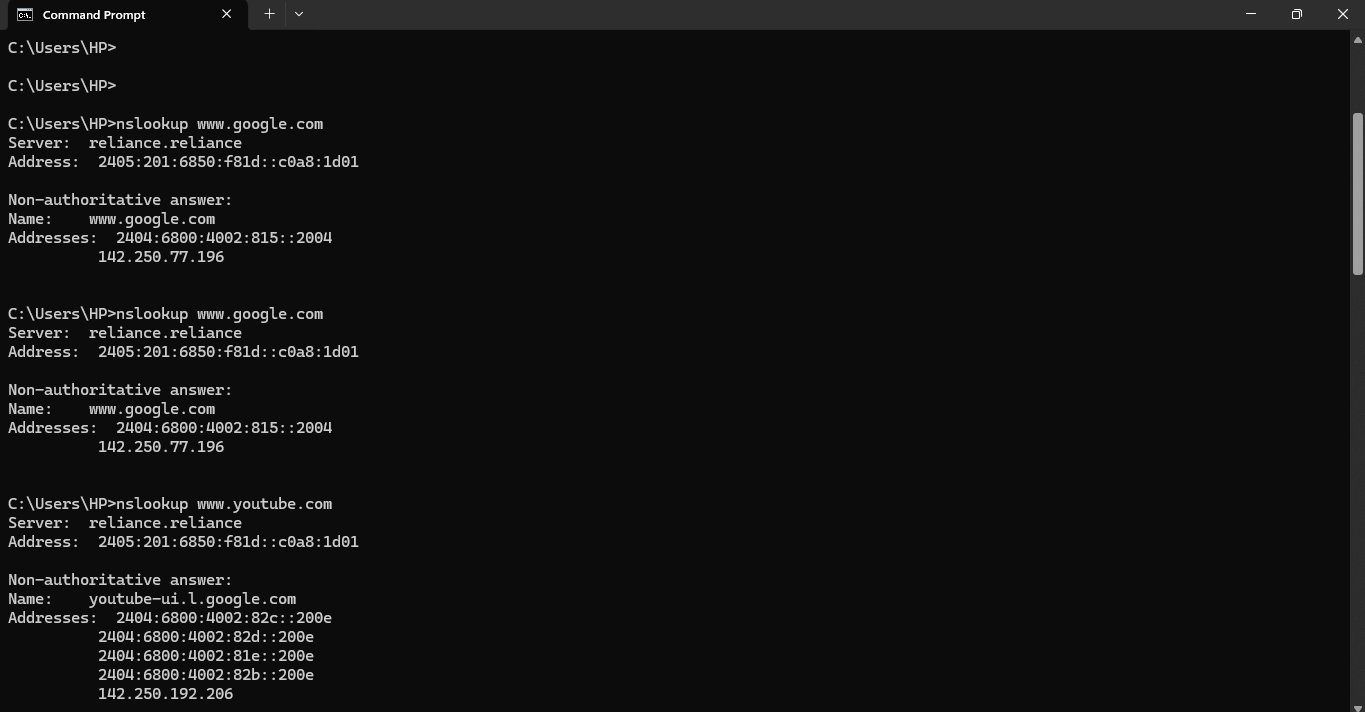 Command Prompt
C:\Users\HP>
C:\Users\HP>
C:\Users\HP>nslookup www.google.com
Server:  reliance.reliance
Address:  2405:201:6850:f81d::c0a8:1d01
Non-authoritative answer:
Name:    www.google.com
Addresses:  2404:6800:4002:815::2004
          142.250.77.196
C:\Users\HP>nslookup www.google.com
Server:  reliance.reliance
Address:  2405:201:6850:f81d::c0a8:1d01
Non-authoritative answer:
Name:    www.google.com
Addresses:  2404:6800:4002:815::2004
          142.250.77.196
C:\Users\HP>nslookup www.youtube.com
Server:  reliance.reliance
Address:  2405:201:6850:f81d::c0a8:1d01
Non-authoritative answer:
Name:    youtube-ui.l.google.com
Addresses:  2404:6800:4002:82c::200e
          2404:6800:4002:82d::200e
          2404:6800:4002:81e::200e
          2404:6800:4002:82b::200e
          142.250.192.206